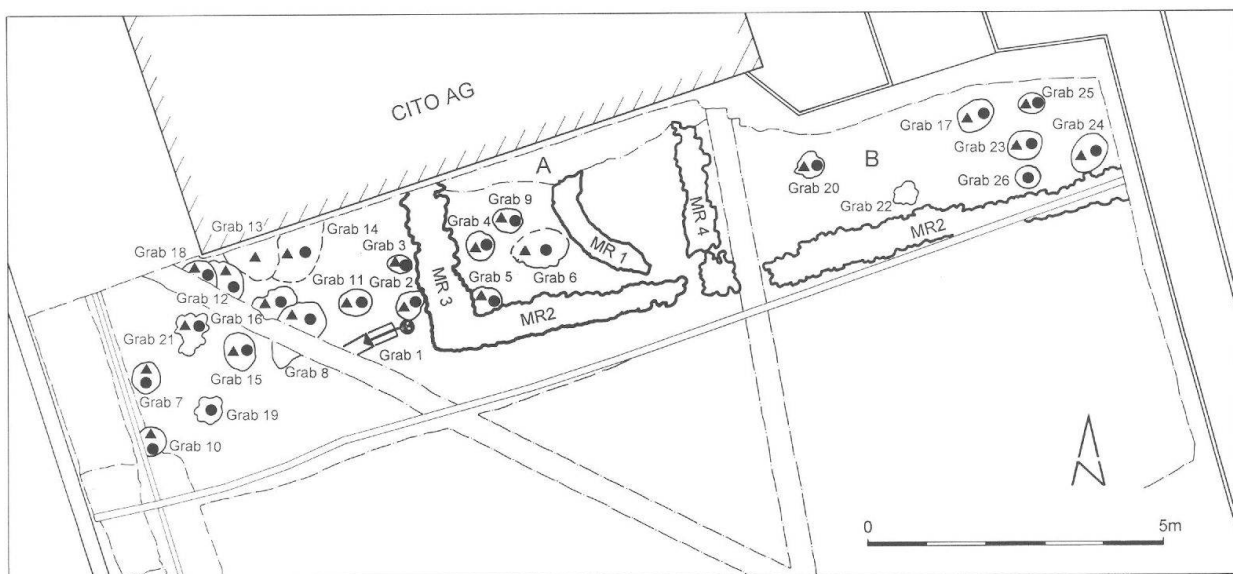 CITO AG
A
B
Grab 25
Grab 17
Grab 24
Grab 23
Grab 26
Grab 20
Grab 22
Grab 9
Grab 4
Grab 13
Grab 14
Grab 18
Grab 3
MR 4
MR2
MR 1
Grab 6
Grab 11
Grab 2
MR 3
Grab 5
Grab 12
Grab 16
MR2
Grab 21
Grab 1
Grab 15
Grab 8
Grab 7
Grab 19
Grab 10
0
5m